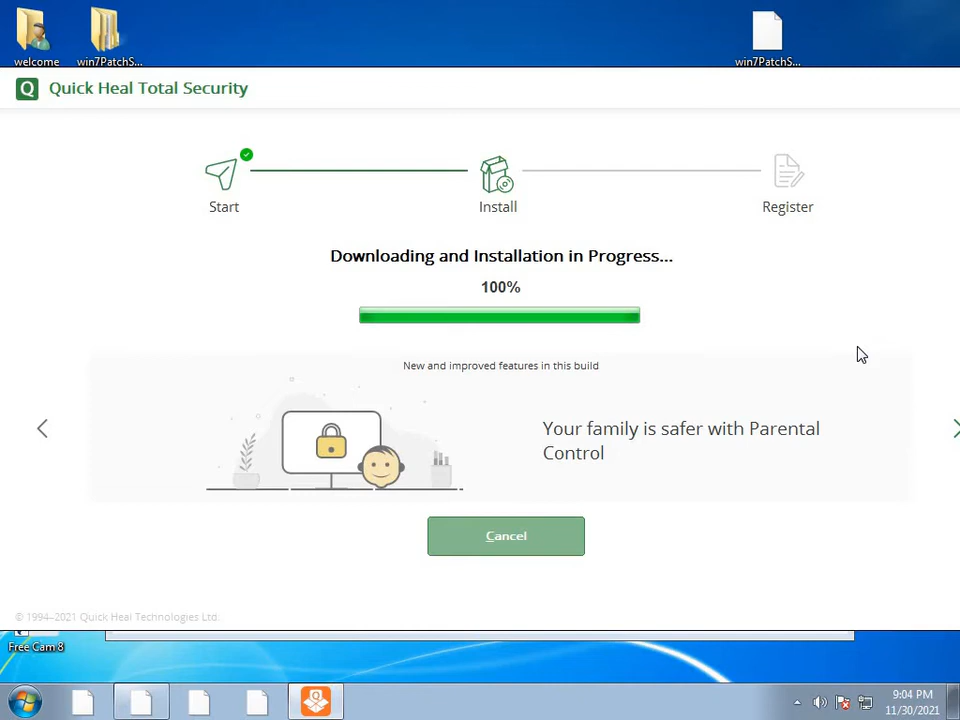 welcome
win7PatchS...
win7PatchS...
Q Quick Heal Total Security
Start
Install
Register
Downloading and Installation in Progress...
100%
New and improved features in this build
Your family is safer with Parental
Control
Cancel
© 1994–2021 Quick Heal Technologies Ltd.
Free Cam 8
9:04 PM
11/30/2021